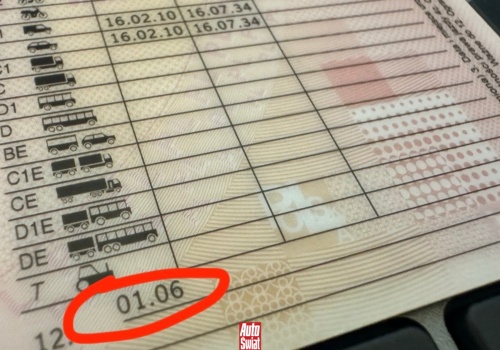 16.02.10 16.07.34
16.02.10 16.07.34
C1
C
D1
D
BE
C1E
CE
D1E
DE
T
12.
01.06
Auto
Świat